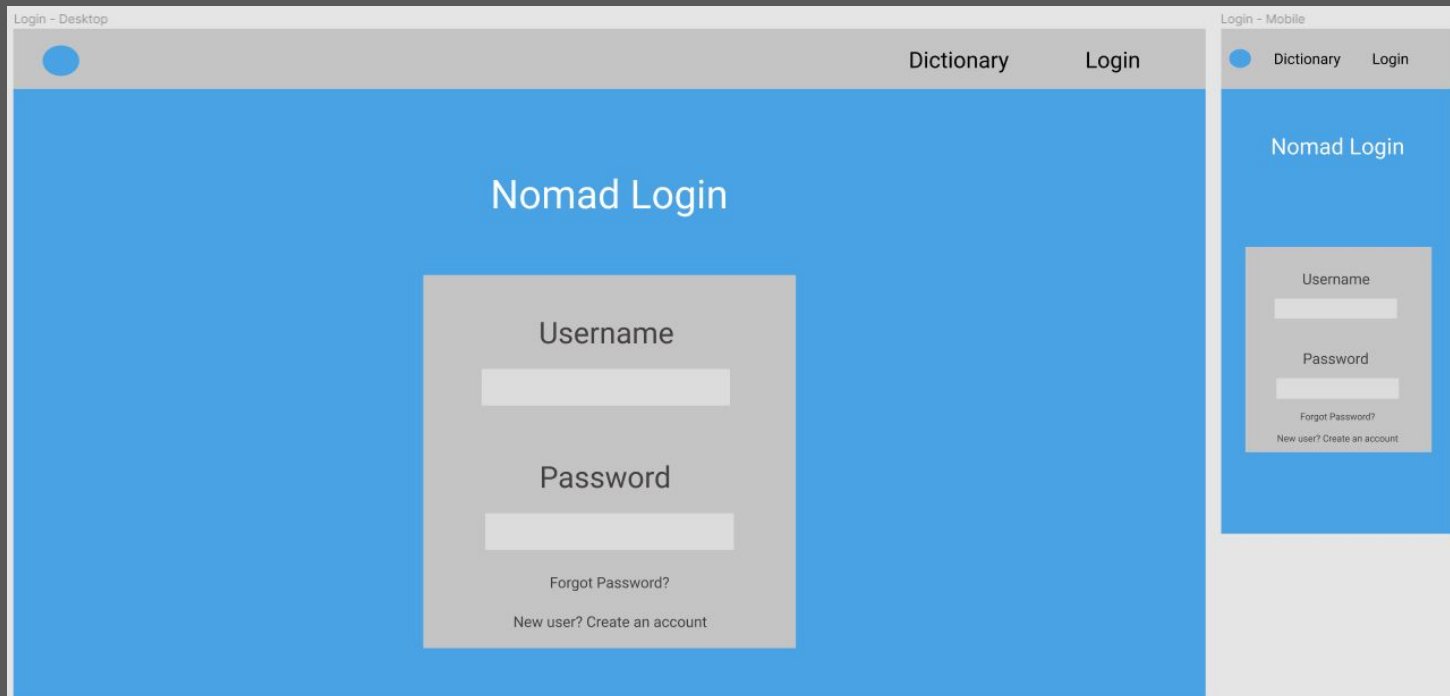 Login - Desktop
Dictionary Login
Nomad Login
Username
Password
Forgot Password?
New user? Create an account
Login - Mobile
Dictionary Login
Nomad Login
Username
Password
Forgot Password?
New user? Create an account